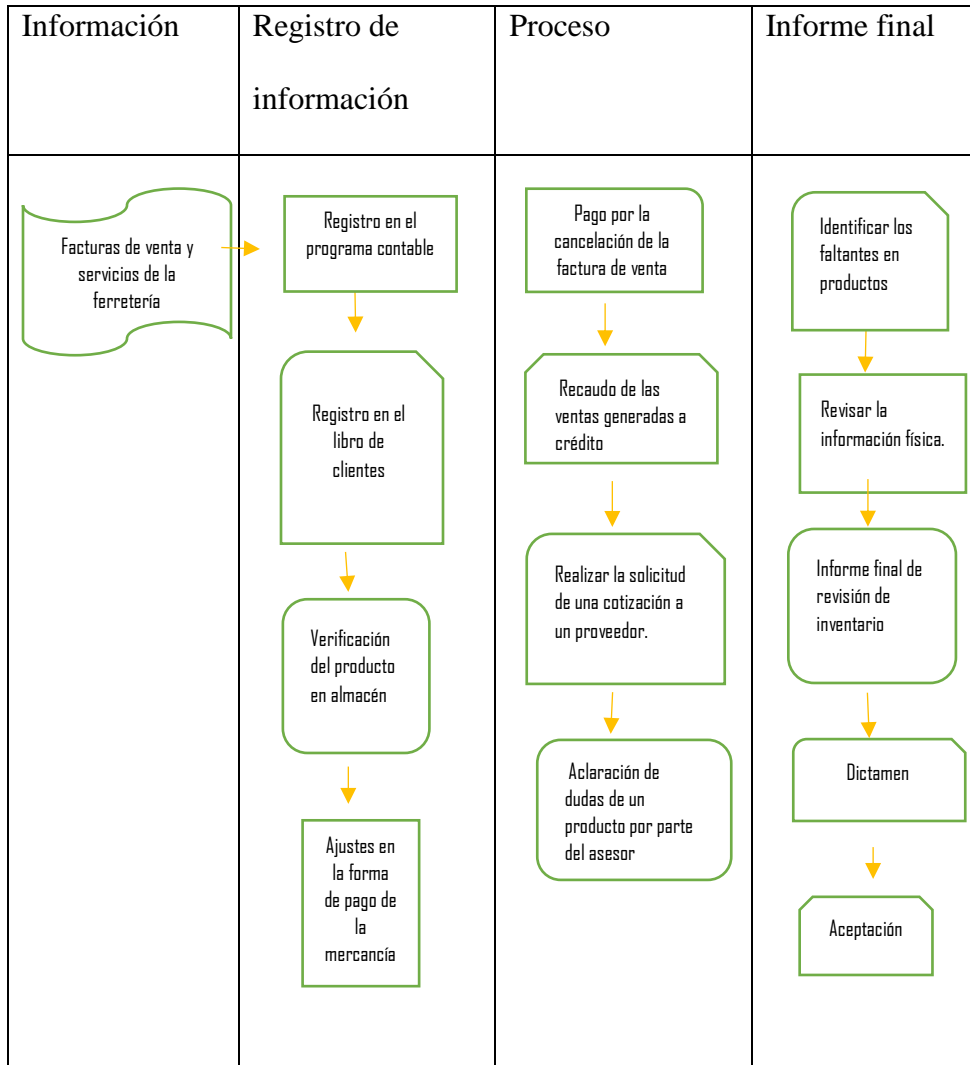 Información
Registro de
información
Proceso
Informe final
Facturas de venta y
servicios de la
ferretería
Registro en el
programa contable
Registro en el
libro de
clientes
Verificación
del producto
en almacén
Ajustes en
la forma
de pago de
la
mercancía
Pago por la
cancelación de la
factura de venta
Recaudo de las
ventas generadas a
crédito
Realizar la solicitud
de una cotización a
un proveedor.
Aclaración de
dudas de un
producto por parte
del asesor
Identificar los
faltantes en
productos
Revisar la
información física.
Informe final de
revisión de
inventario
Dictamen
Aceptación